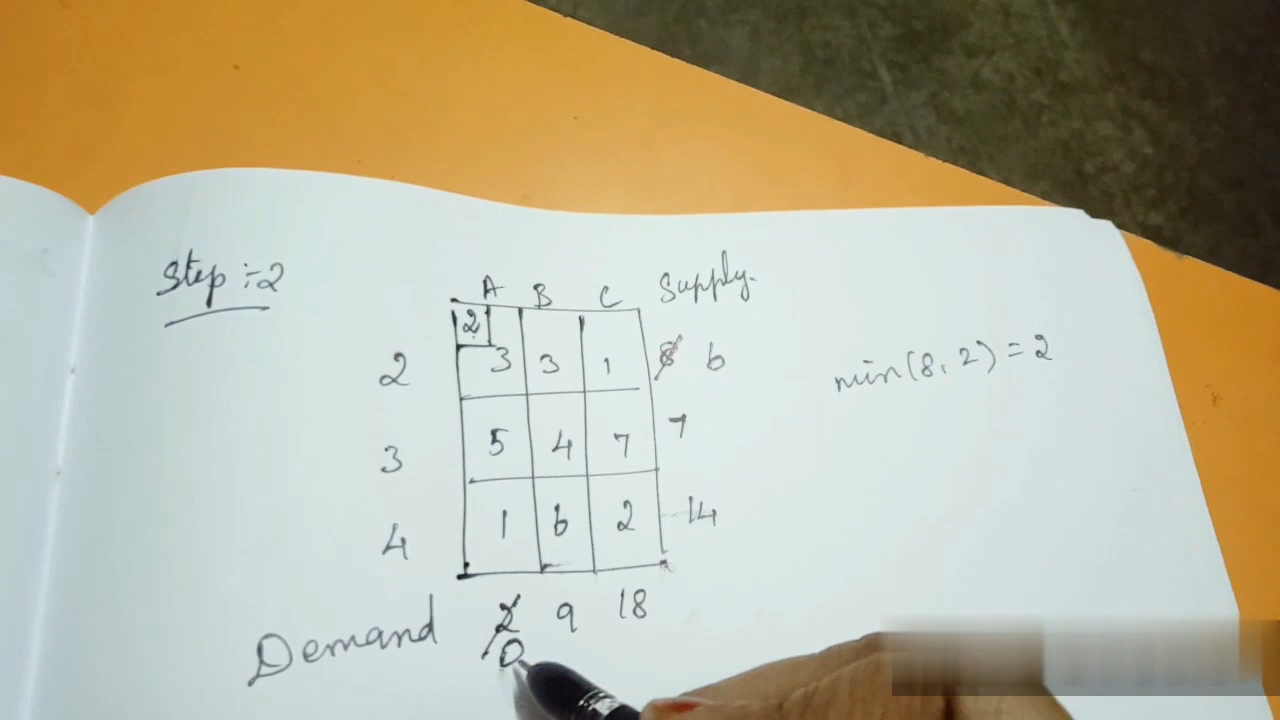 Step :- 2
A B C Supply.
2
2 3 3 1 8 6 min(8, 2) = 2
3 5 4 7 7
4 1 6 2 14
Demand 2 9 18
0